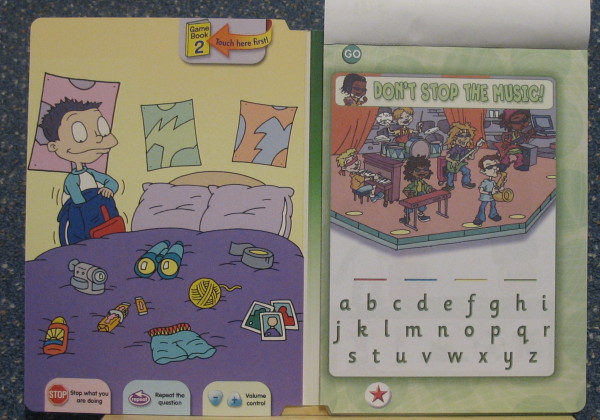 Game
Book
2
Touch here first!
STOP
Stop what you
are doing
repeat
Repeat the
question
- +
Volume
control
GO
DON'T STOP THE MUSIC!
a b c d e f g h i
j k l m n o p q r
s t u v w x y z